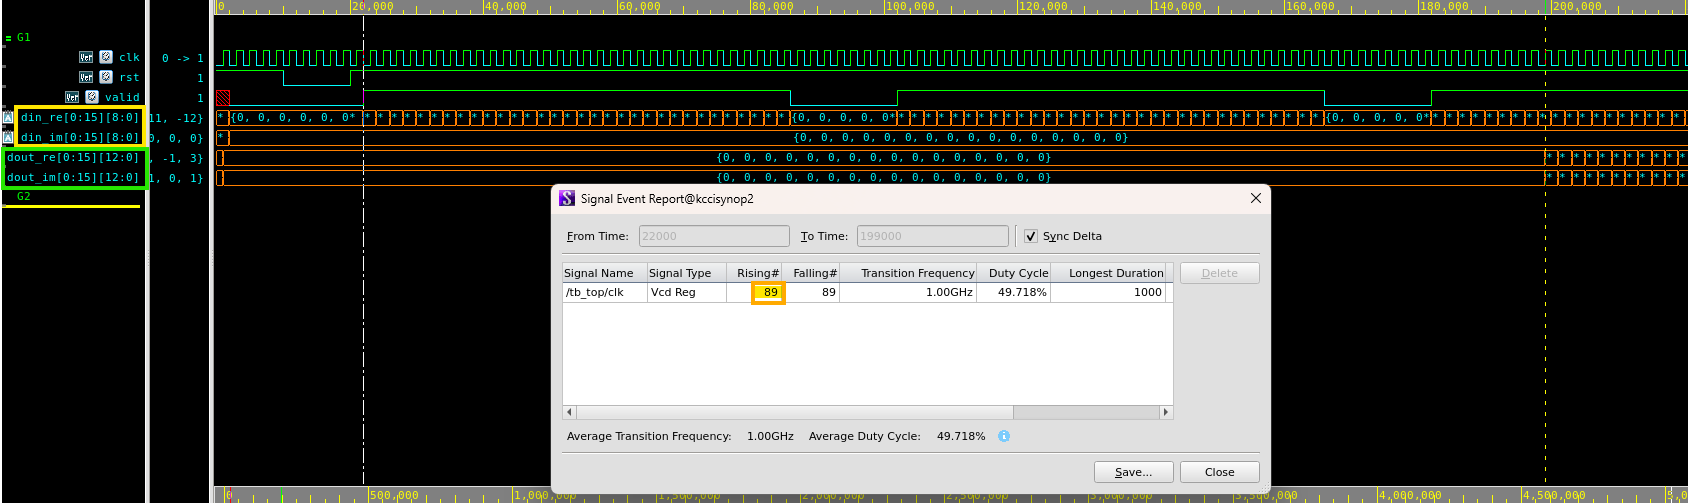 0 20,000 40,000 60,000 80,000 100,000 120,000 140,000 160,000 180,000 200,000
G1
clk 0 -> 1
rst 1
valid 1
din_re[0:15][8:0] 11, -12} * {0, 0, 0, 0, 0, 0* {0, 0, 0, 0, 0* {0, 0, 0, 0, 0*
din_im[0:15][8:0] 0, 0, 0} * {0, 0, 0, 0, 0, 0, 0, 0, 0, 0, 0, 0, 0, 0, 0, 0}
dout_re[0:15][12:0] , -1, 3} {0, 0, 0, 0, 0, 0, 0, 0, 0, 0, 0, 0, 0, 0, 0, 0}
dout_im[0:15][12:0] 1, 0, 1} {0, 0, 0, 0, 0, 0, 0, 0, 0, 0, 0, 0, 0, 0, 0, 0}
G2
Signal Event Report@kccisynop2
From Time: 22000 To Time: 199000 Sync Delta
Signal Name Signal Type Rising# Falling# Transition Frequency Duty Cycle Longest Duration Delete
/tb_top/clk Vcd Reg 89 89 1.00GHz 49.718% 1000
Average Transition Frequency: 1.00GHz Average Duty Cycle: 49.718%
Save... Close
0 500,000 1,000,000 1,500,000 2,000,000 2,500,000 3,000,000 3,500,000 4,000,000 4,500,000